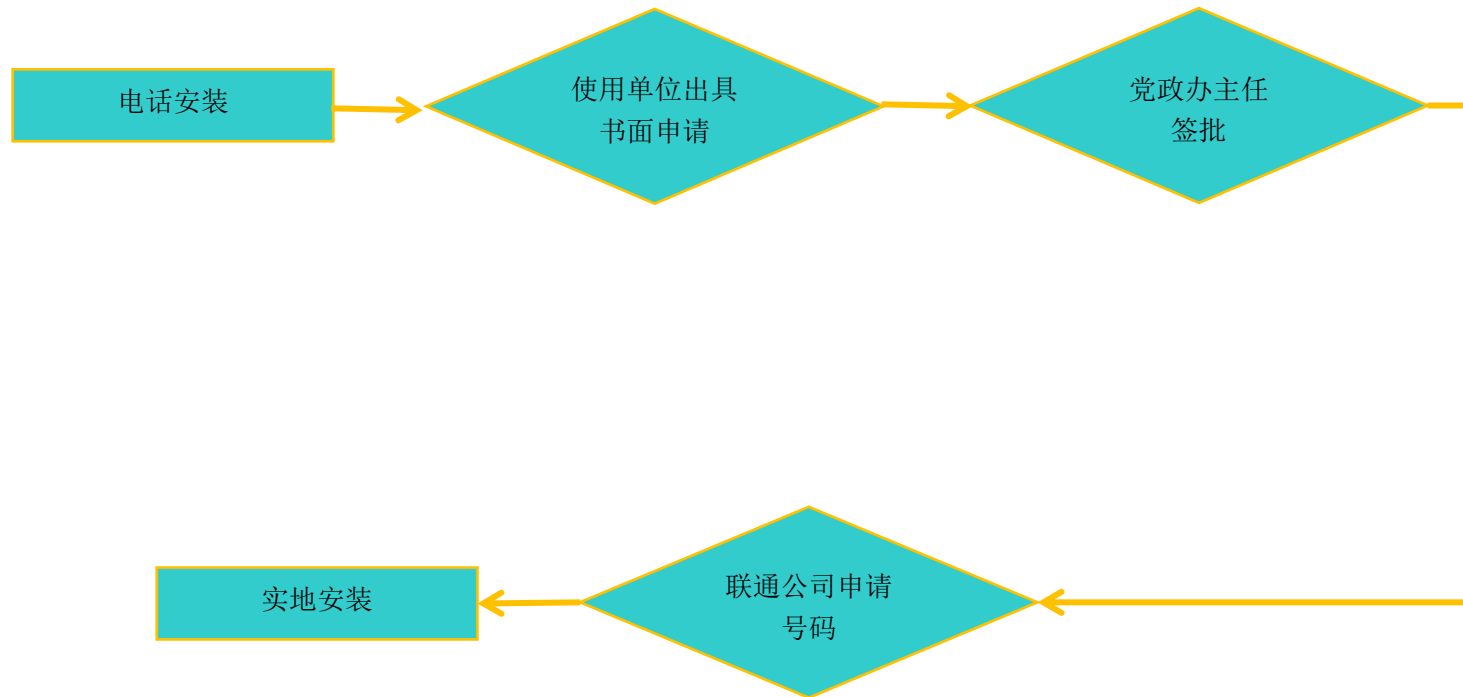 电话安装
使用单位出具
书面申请
党政办主任
签批
联通公司申请
号码
实地安装